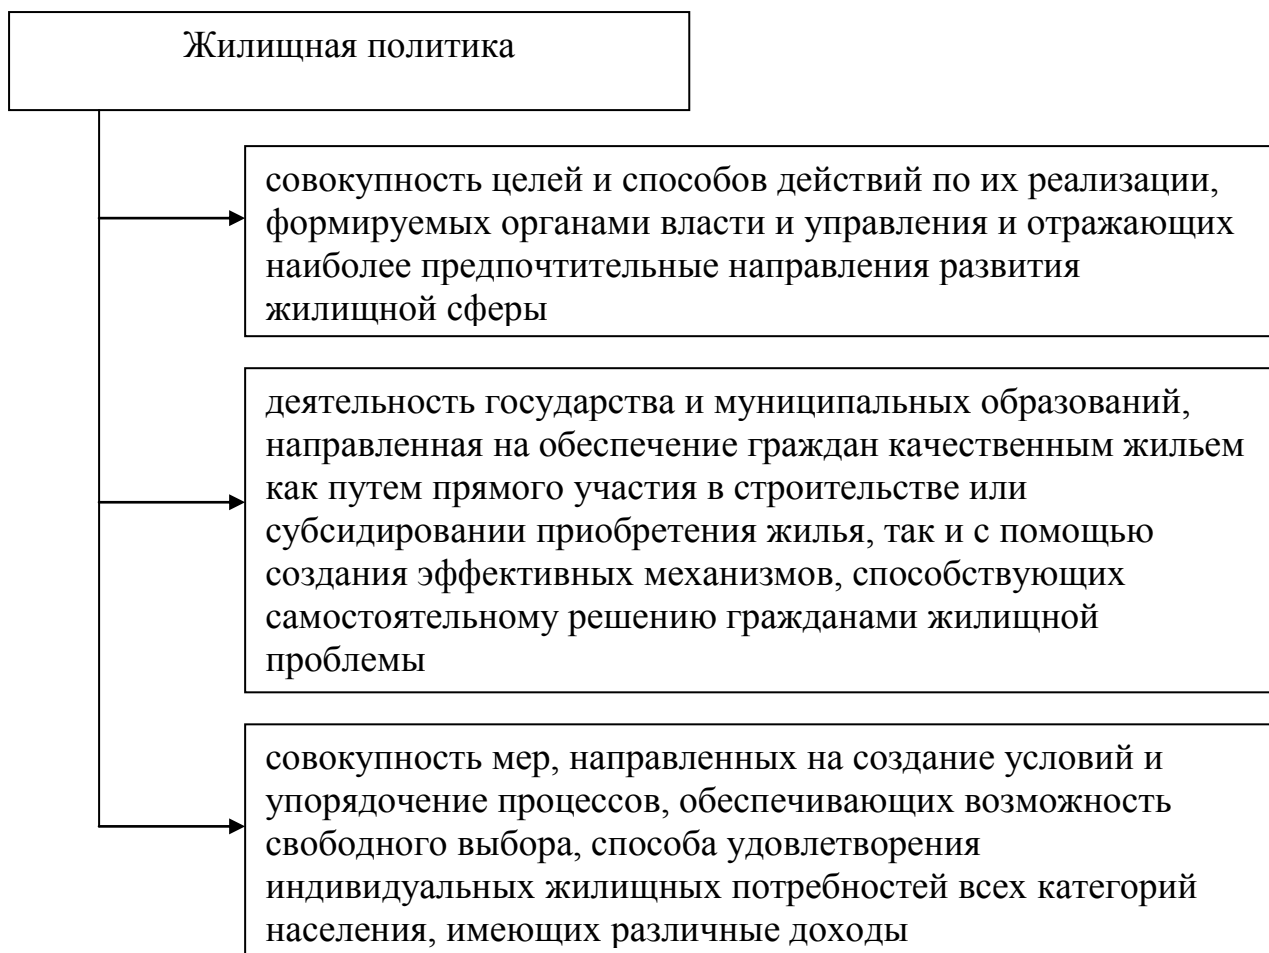 Жилищная политика
совокупность целей и способов действий по их реализации,
формируемых органами власти и управления и отражающих
наиболее предпочтительные направления развития
жилищной сферы
деятельность государства и муниципальных образований,
направленная на обеспечение граждан качественным жильем
как путем прямого участия в строительстве или
субсидировании приобретения жилья, так и с помощью
создания эффективных механизмов, способствующих
самостоятельному решению гражданами жилищной
проблемы
совокупность мер, направленных на создание условий и
упорядочение процессов, обеспечивающих возможность
свободного выбора, способа удовлетворения
индивидуальных жилищных потребностей всех категорий
населения, имеющих различные доходы